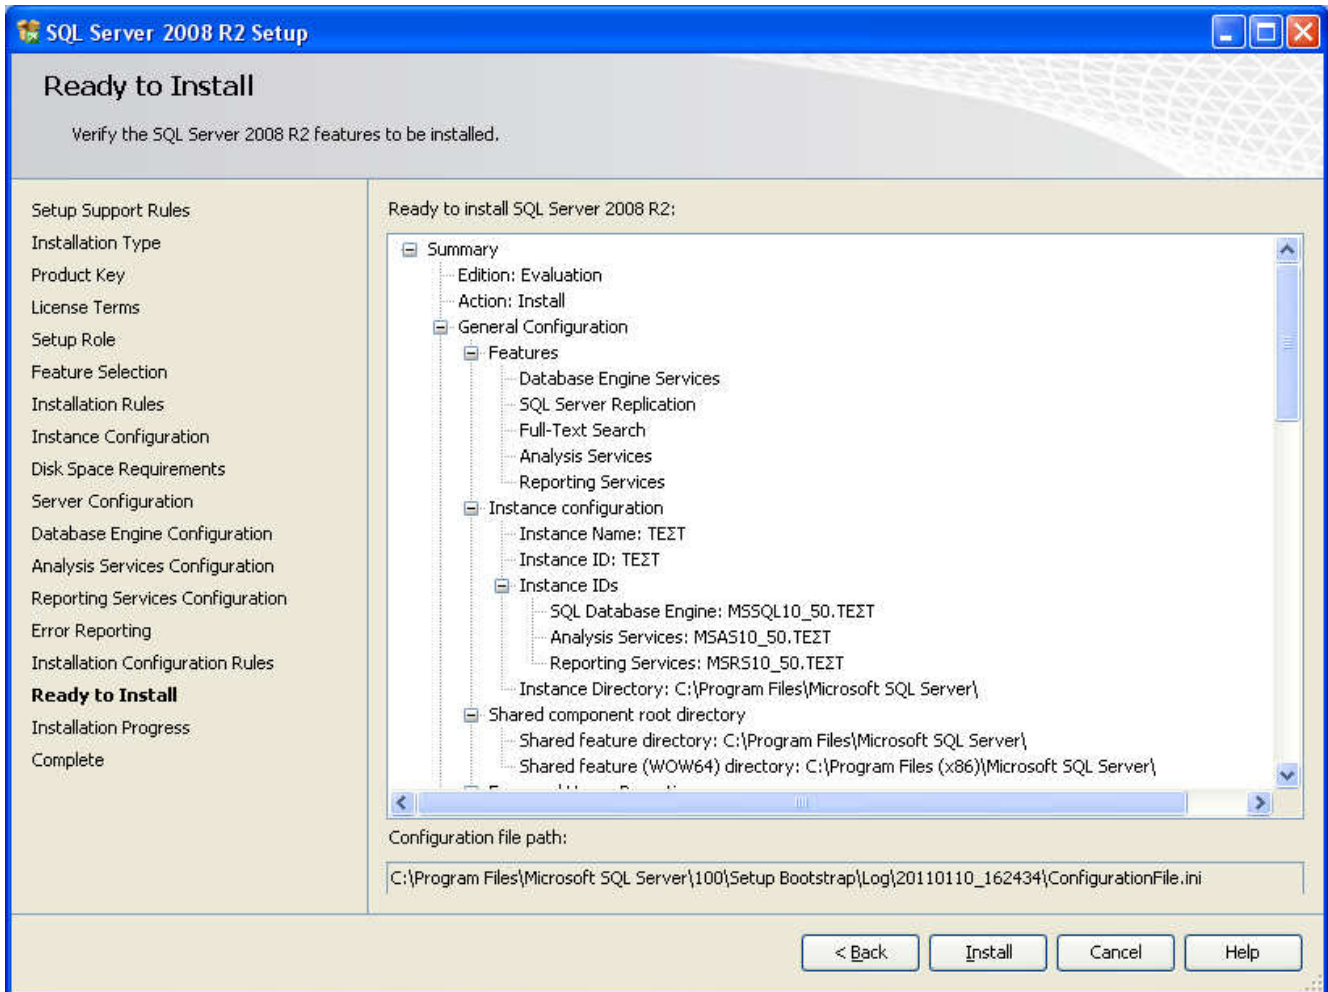 SQL Server 2008 R2 Setup
Ready to Install
Verify the SQL Server 2008 R2 features to be installed.
Setup Support Rules
Installation Type
Product Key
License Terms
Setup Role
Feature Selection
Installation Rules
Instance Configuration
Disk Space Requirements
Server Configuration
Database Engine Configuration
Analysis Services Configuration
Reporting Services Configuration
Error Reporting
Installation Configuration Rules
Ready to Install
Installation Progress
Complete
Ready to install SQL Server 2008 R2:
Summary
Edition: Evaluation
Action: Install
General Configuration
Features
Database Engine Services
SQL Server Replication
Full-Text Search
Analysis Services
Reporting Services
Instance configuration
Instance Name: TEΣT
Instance ID: TEΣT
Instance IDs
SQL Database Engine: MSSQL10_50.TEΣT
Analysis Services: MSAS10_50.TEΣT
Reporting Services: MSRS10_50.TEΣT
Instance Directory: C:\Program Files\Microsoft SQL Server\
Shared component root directory
Shared feature directory: C:\Program Files\Microsoft SQL Server\
Shared feature (WOW64) directory: C:\Program Files (x86)\Microsoft SQL Server\
Configuration file path:
C:\Program Files\Microsoft SQL Server\100\Setup Bootstrap\Log\20110110_162434\ConfigurationFile.ini
< Back
Install
Cancel
Help